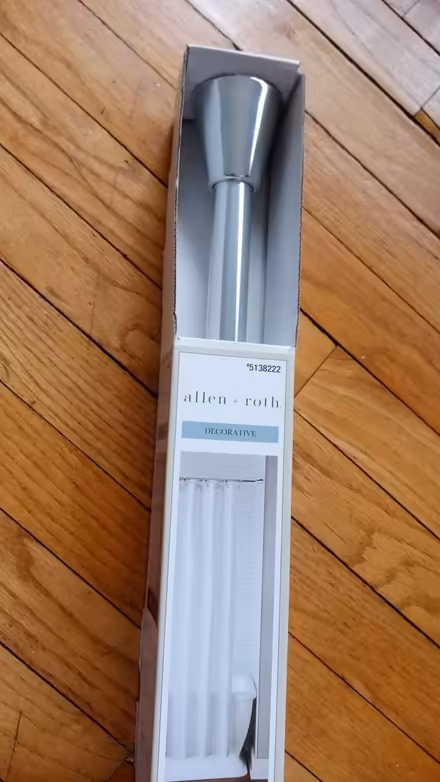 #5138222
allen + roth.
DECORATIVE